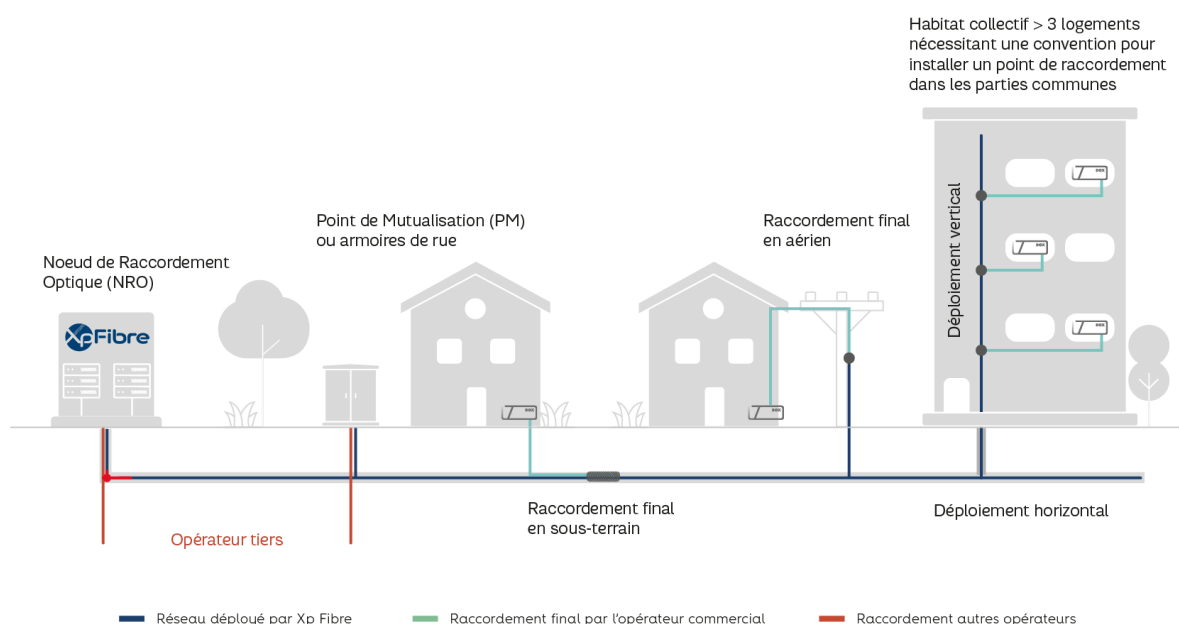 Habitat collectif > 3 logements
nécessitant une convention pour
installer un point de raccordement
dans les parties communes
Point de Mutualisation (PM)
ou armoires de rue
Raccordement final
en aérien
Déploiement vertical
Noeud de Raccordement
Optique (NRO)
XpFibre
Raccordement final
en sous-terrain
Déploiement horizontal
Opérateur tiers
Réseau déployé par Xp Fibre
Raccordement final par l'opérateur commercial
Raccordement autres opérateurs